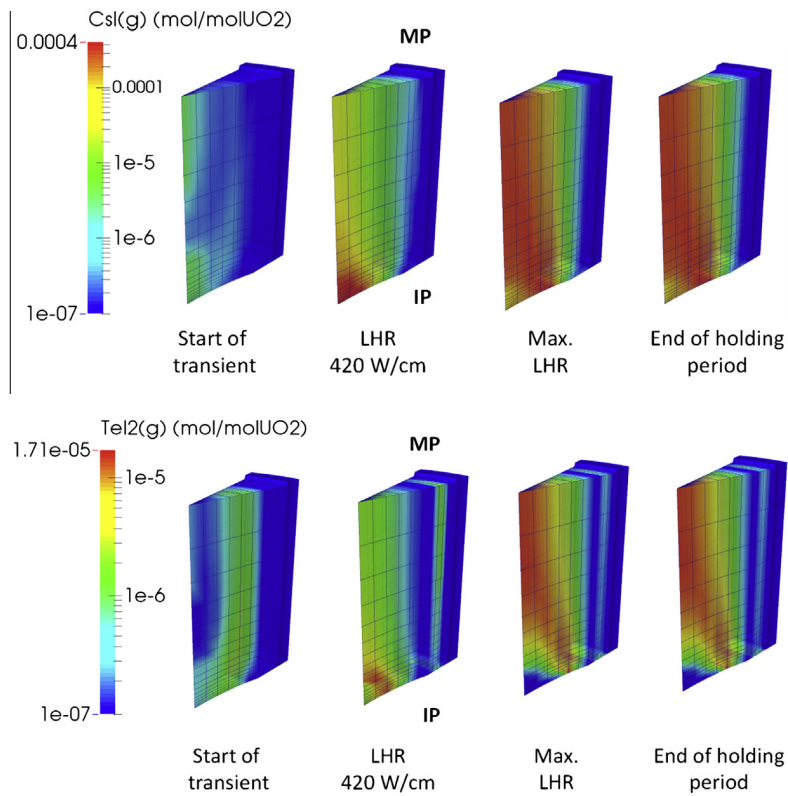 CsI(g) (mol/molUO2)
0.0004
0.0001
1e-5
1e-6
1e-07
MP
IP
Start of
transient
LHR
420 W/cm
Max.
LHR
End of holding
period
TeI2(g) (mol/molUO2)
1.71e-05
1e-5
1e-6
1e-07
MP
IP
Start of
transient
LHR
420 W/cm
Max.
LHR
End of holding
period